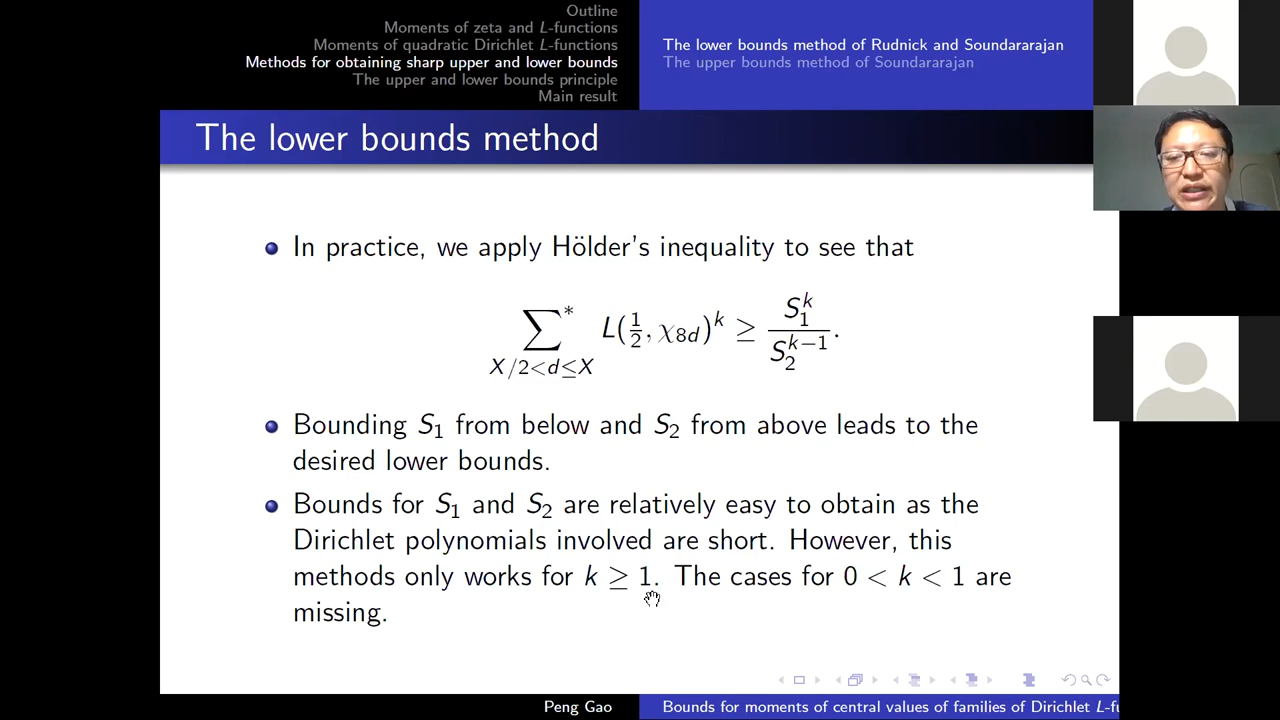 Outline
Moments of zeta and L-functions
Moments of quadratic Dirichlet L-functions
Methods for obtaining sharp upper and lower bounds
The upper and lower bounds principle
Main result
The lower bounds method of Rudnick and Soundararajan
The upper bounds method of Soundararajan
The lower bounds method
In practice, we apply Hölder's inequality to see that
∑* X/2<d≤X L(1/2, χ8d)^k ≥ S_1^k / S_2^{k−1}.
Bounding S1 from below and S2 from above leads to the
desired lower bounds.
Bounds for S1 and S2 are relatively easy to obtain as the
Dirichlet polynomials involved are short. However, this
methods only works for k ≥ 1. The cases for 0 < k < 1 are
missing.
Peng Gao
Bounds for moments of central values of families of Dirichlet L-fu